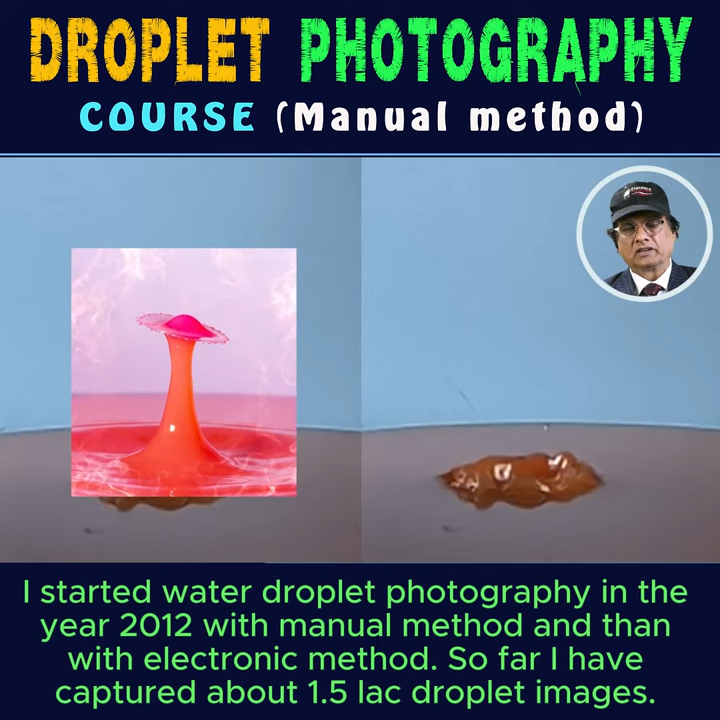 DROPLET PHOTOGRAPHY
COURSE (Manual method)
I started water droplet photography in the
year 2012 with manual method and than
with electronic method. So far I have
captured about 1.5 lac droplet images.